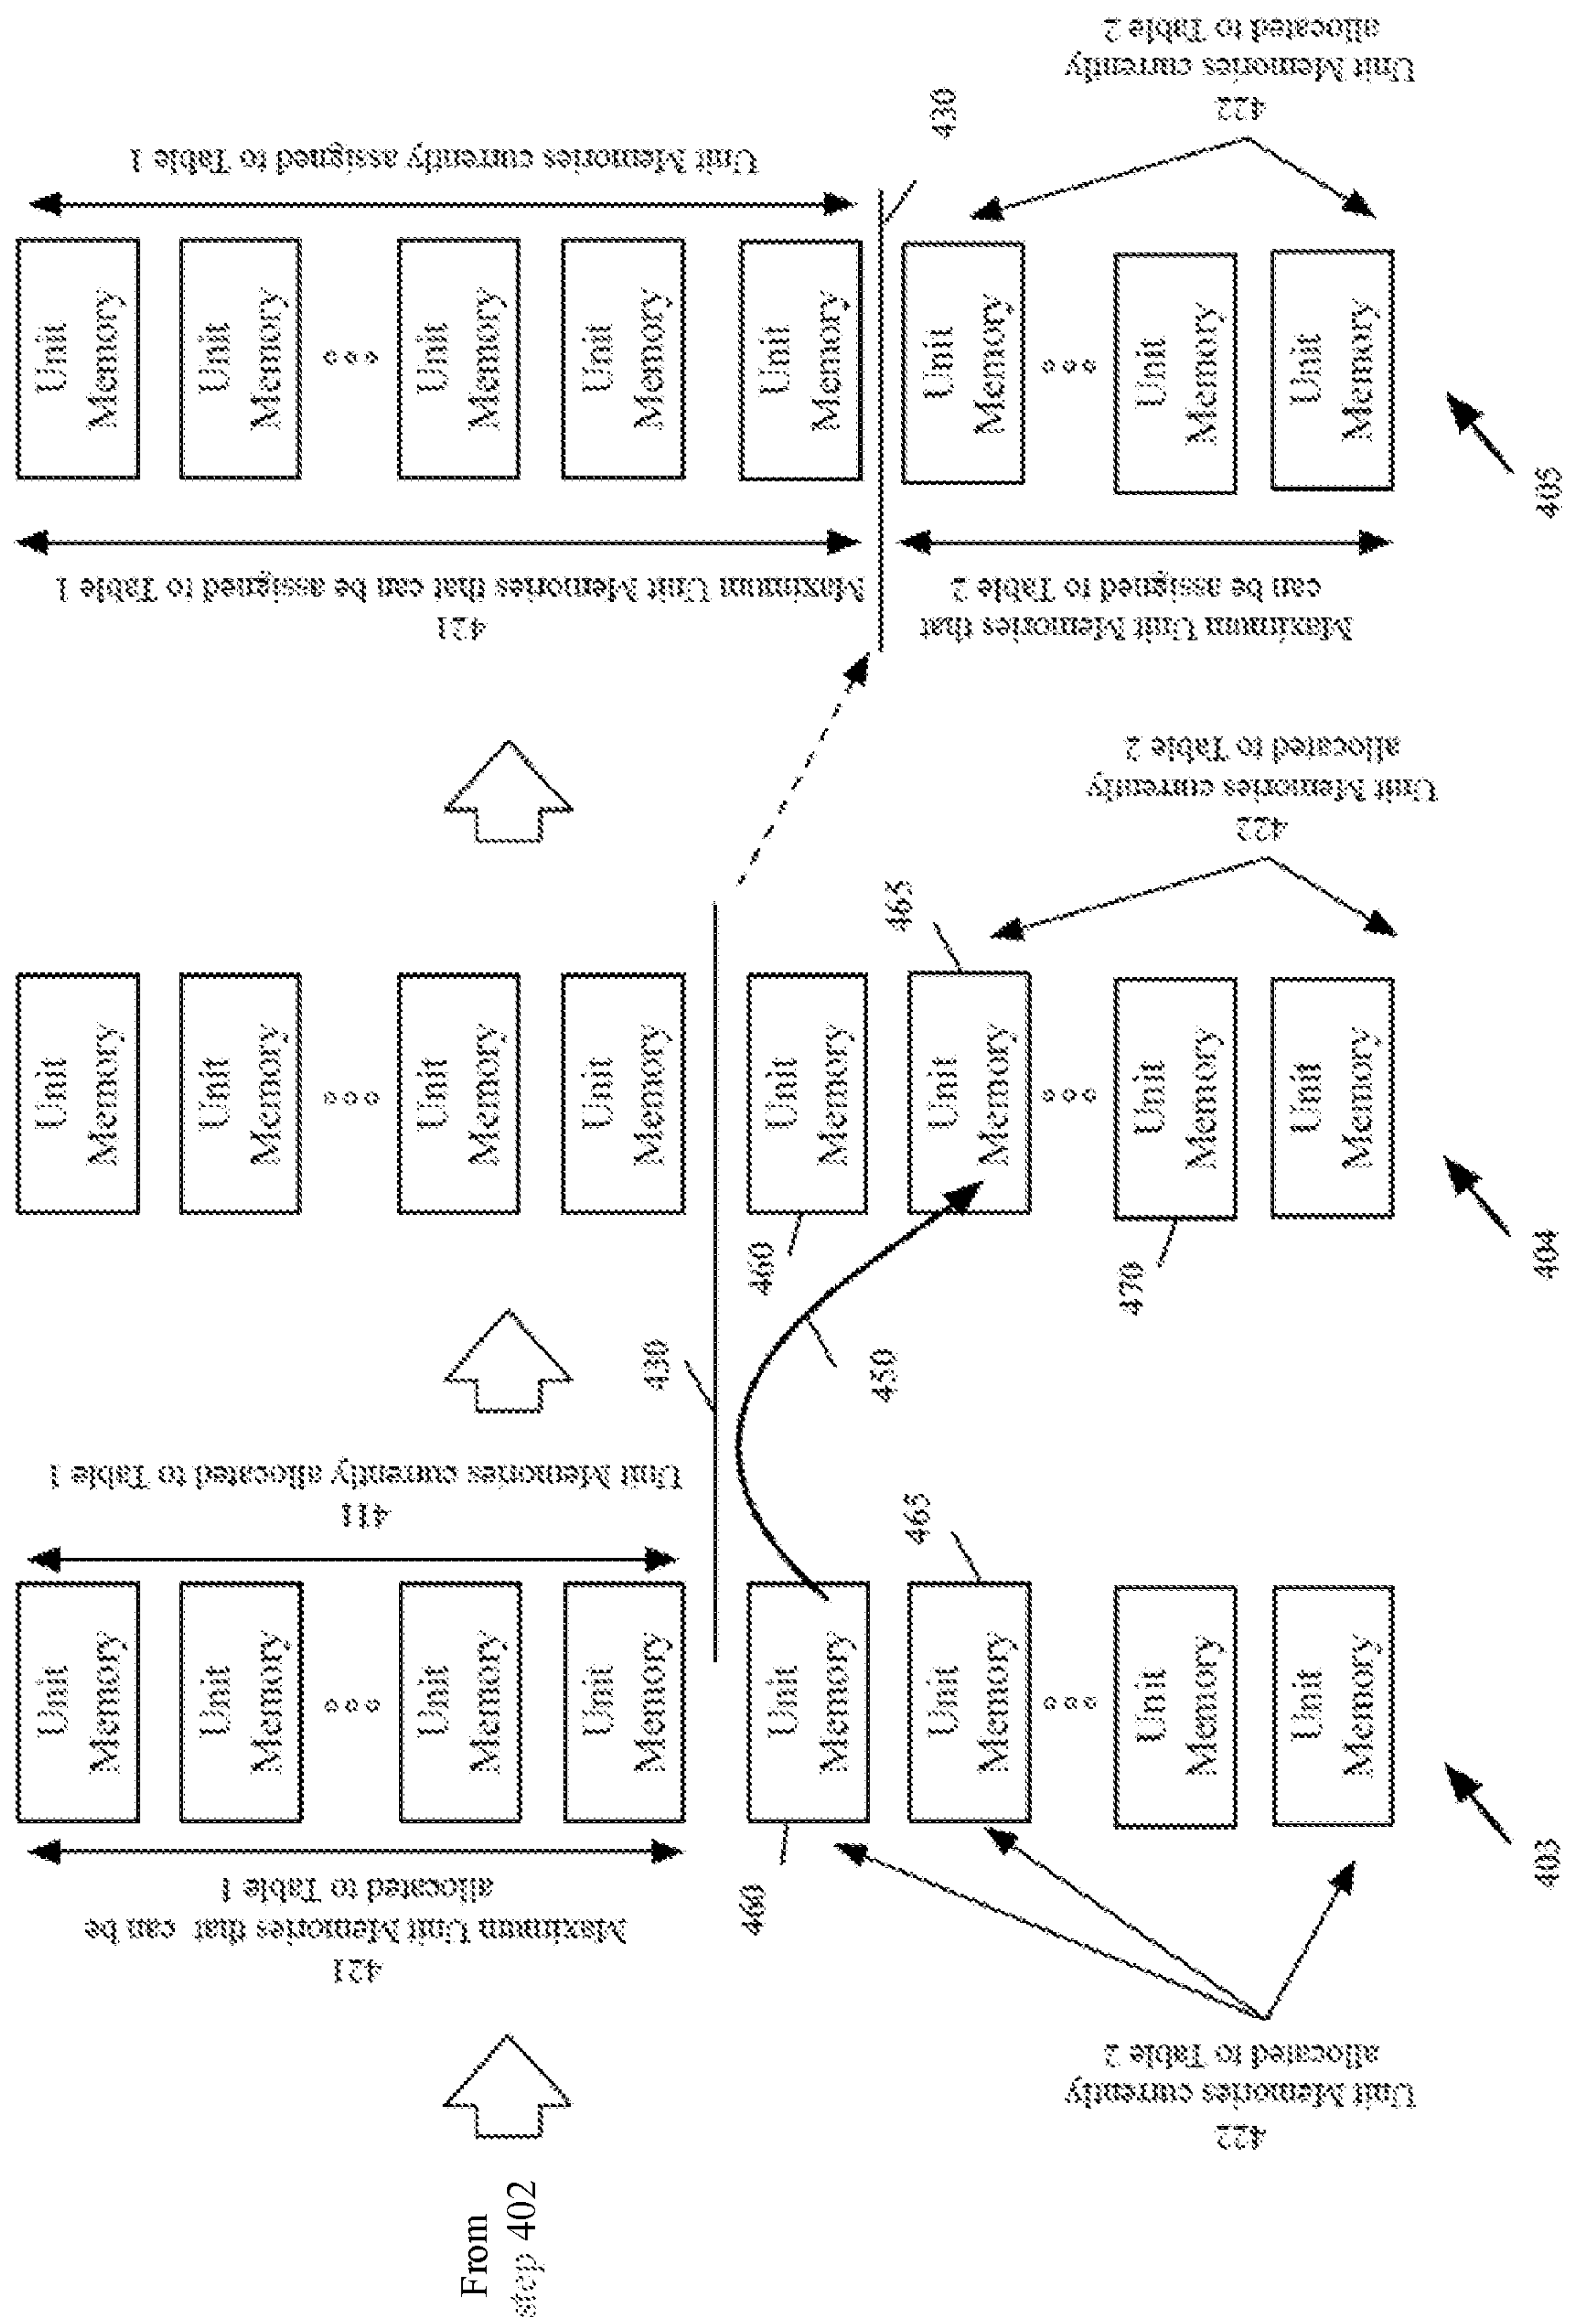 From
step 402
421
Maximum Unit Memories that can be
allocated to Table 1
Unit
Memory
Unit
Memory
Unit
Memory
Unit
Memory
411
Unit Memories currently allocated to Table 1
430
460
Unit
Memory
465
Unit
Memory
Unit
Memory
Unit
Memory
422
Unit Memories currently
allocated to Table 2
403
450
Unit
Memory
Unit
Memory
Unit
Memory
Unit
Memory
460
Unit
Memory
465
Unit
Memory
470
Unit
Memory
Unit
Memory
422
Unit Memories currently
allocated to Table 2
404
421
Maximum Unit Memories that can be assigned to Table 1
Unit
Memory
Unit
Memory
Unit
Memory
Unit
Memory
Unit
Memory
Unit Memories currently assigned to Table 1
430
Maximum Unit Memories that
can be assigned to Table 2
Unit
Memory
Unit
Memory
Unit
Memory
422
Unit Memories currently
allocated to Table 2
405